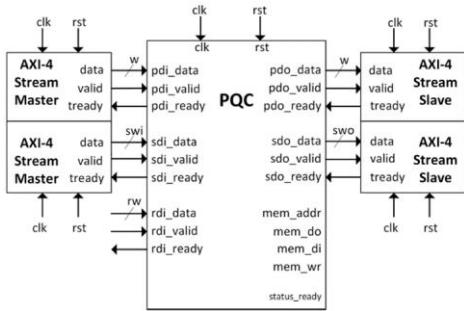 clk rst clk rst clk rst
clk rst
AXI-4 Stream Master
data w pdi_data
valid pdi_valid
tready pdi_ready
PQC
pdo_data w data
pdo_valid valid
pdo_ready tready
AXI-4 Stream Slave
AXI-4 Stream Master
data swi sdi_data
valid sdi_valid
tready sdi_ready
sdo_data swo data
sdo_valid valid
sdo_ready tready
AXI-4 Stream Slave
clk rst
clk rst
rw rdi_data
rdi_valid
rdi_ready
mem_addr
mem_do
mem_di
mem_wr
status_ready